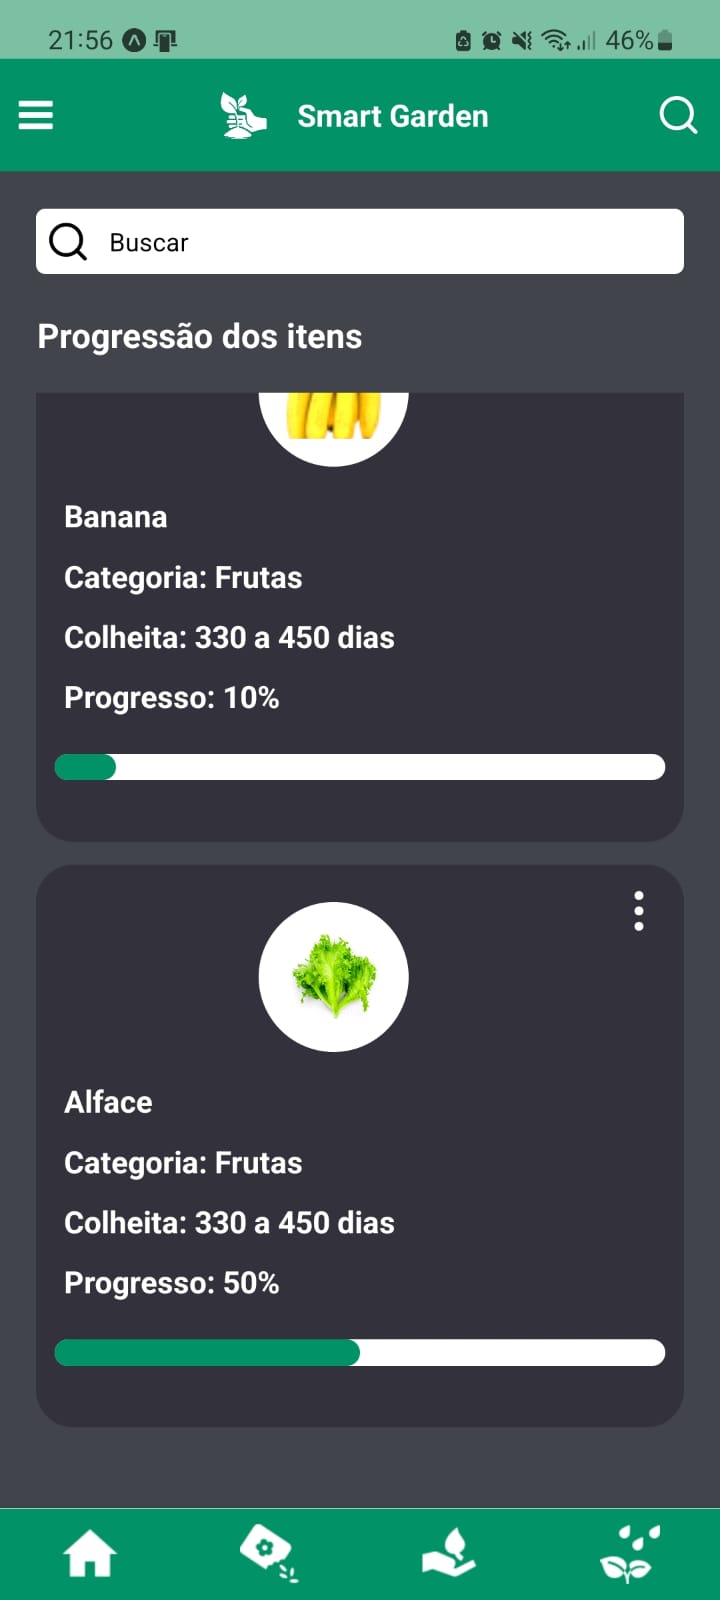 21:56
46%
Smart Garden
Buscar
Progressão dos itens
Banana
Categoria: Frutas
Colheita: 330 a 450 dias
Progresso: 10%
Alface
Categoria: Frutas
Colheita: 330 a 450 dias
Progresso: 50%